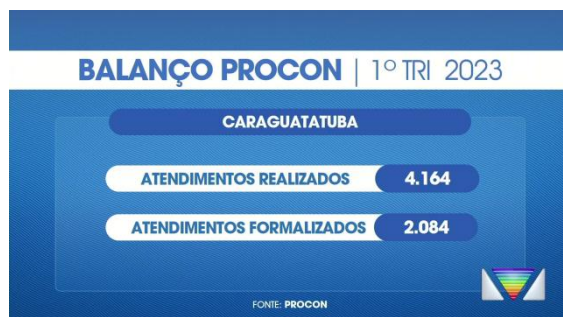 BALANÇO PROCON | 1º TRI 2023
CARAGUATATUBA
ATENDIMENTOS REALIZADOS 4.164
ATENDIMENTOS FORMALIZADOS 2.084
FONTE: PROCON